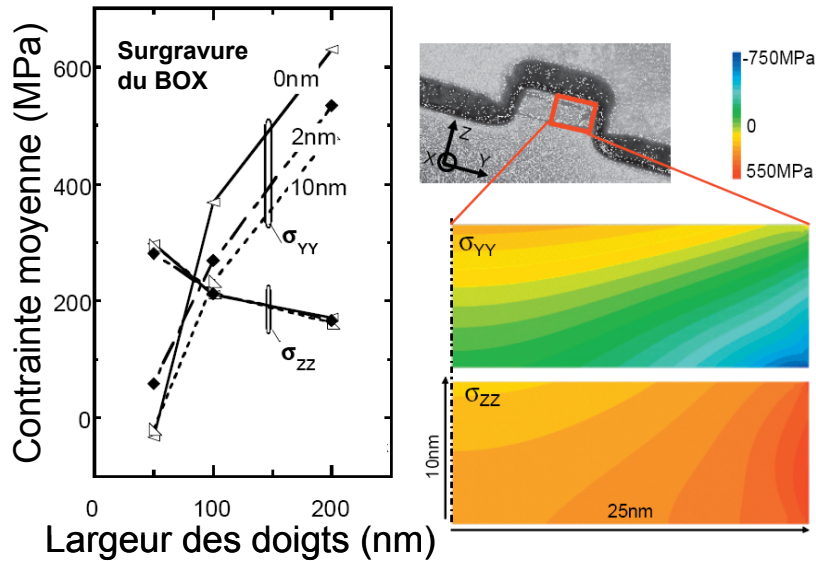 Contrainte moyenne (MPa)
600
400
200
0
Surgravure
du BOX
0nm
2nm
10nm
σYY
σZZ
0
100
200
Largeur des doigts (nm)
Z
X
Y
-750MPa
0
550MPa
σYY
σZZ
10nm
25nm